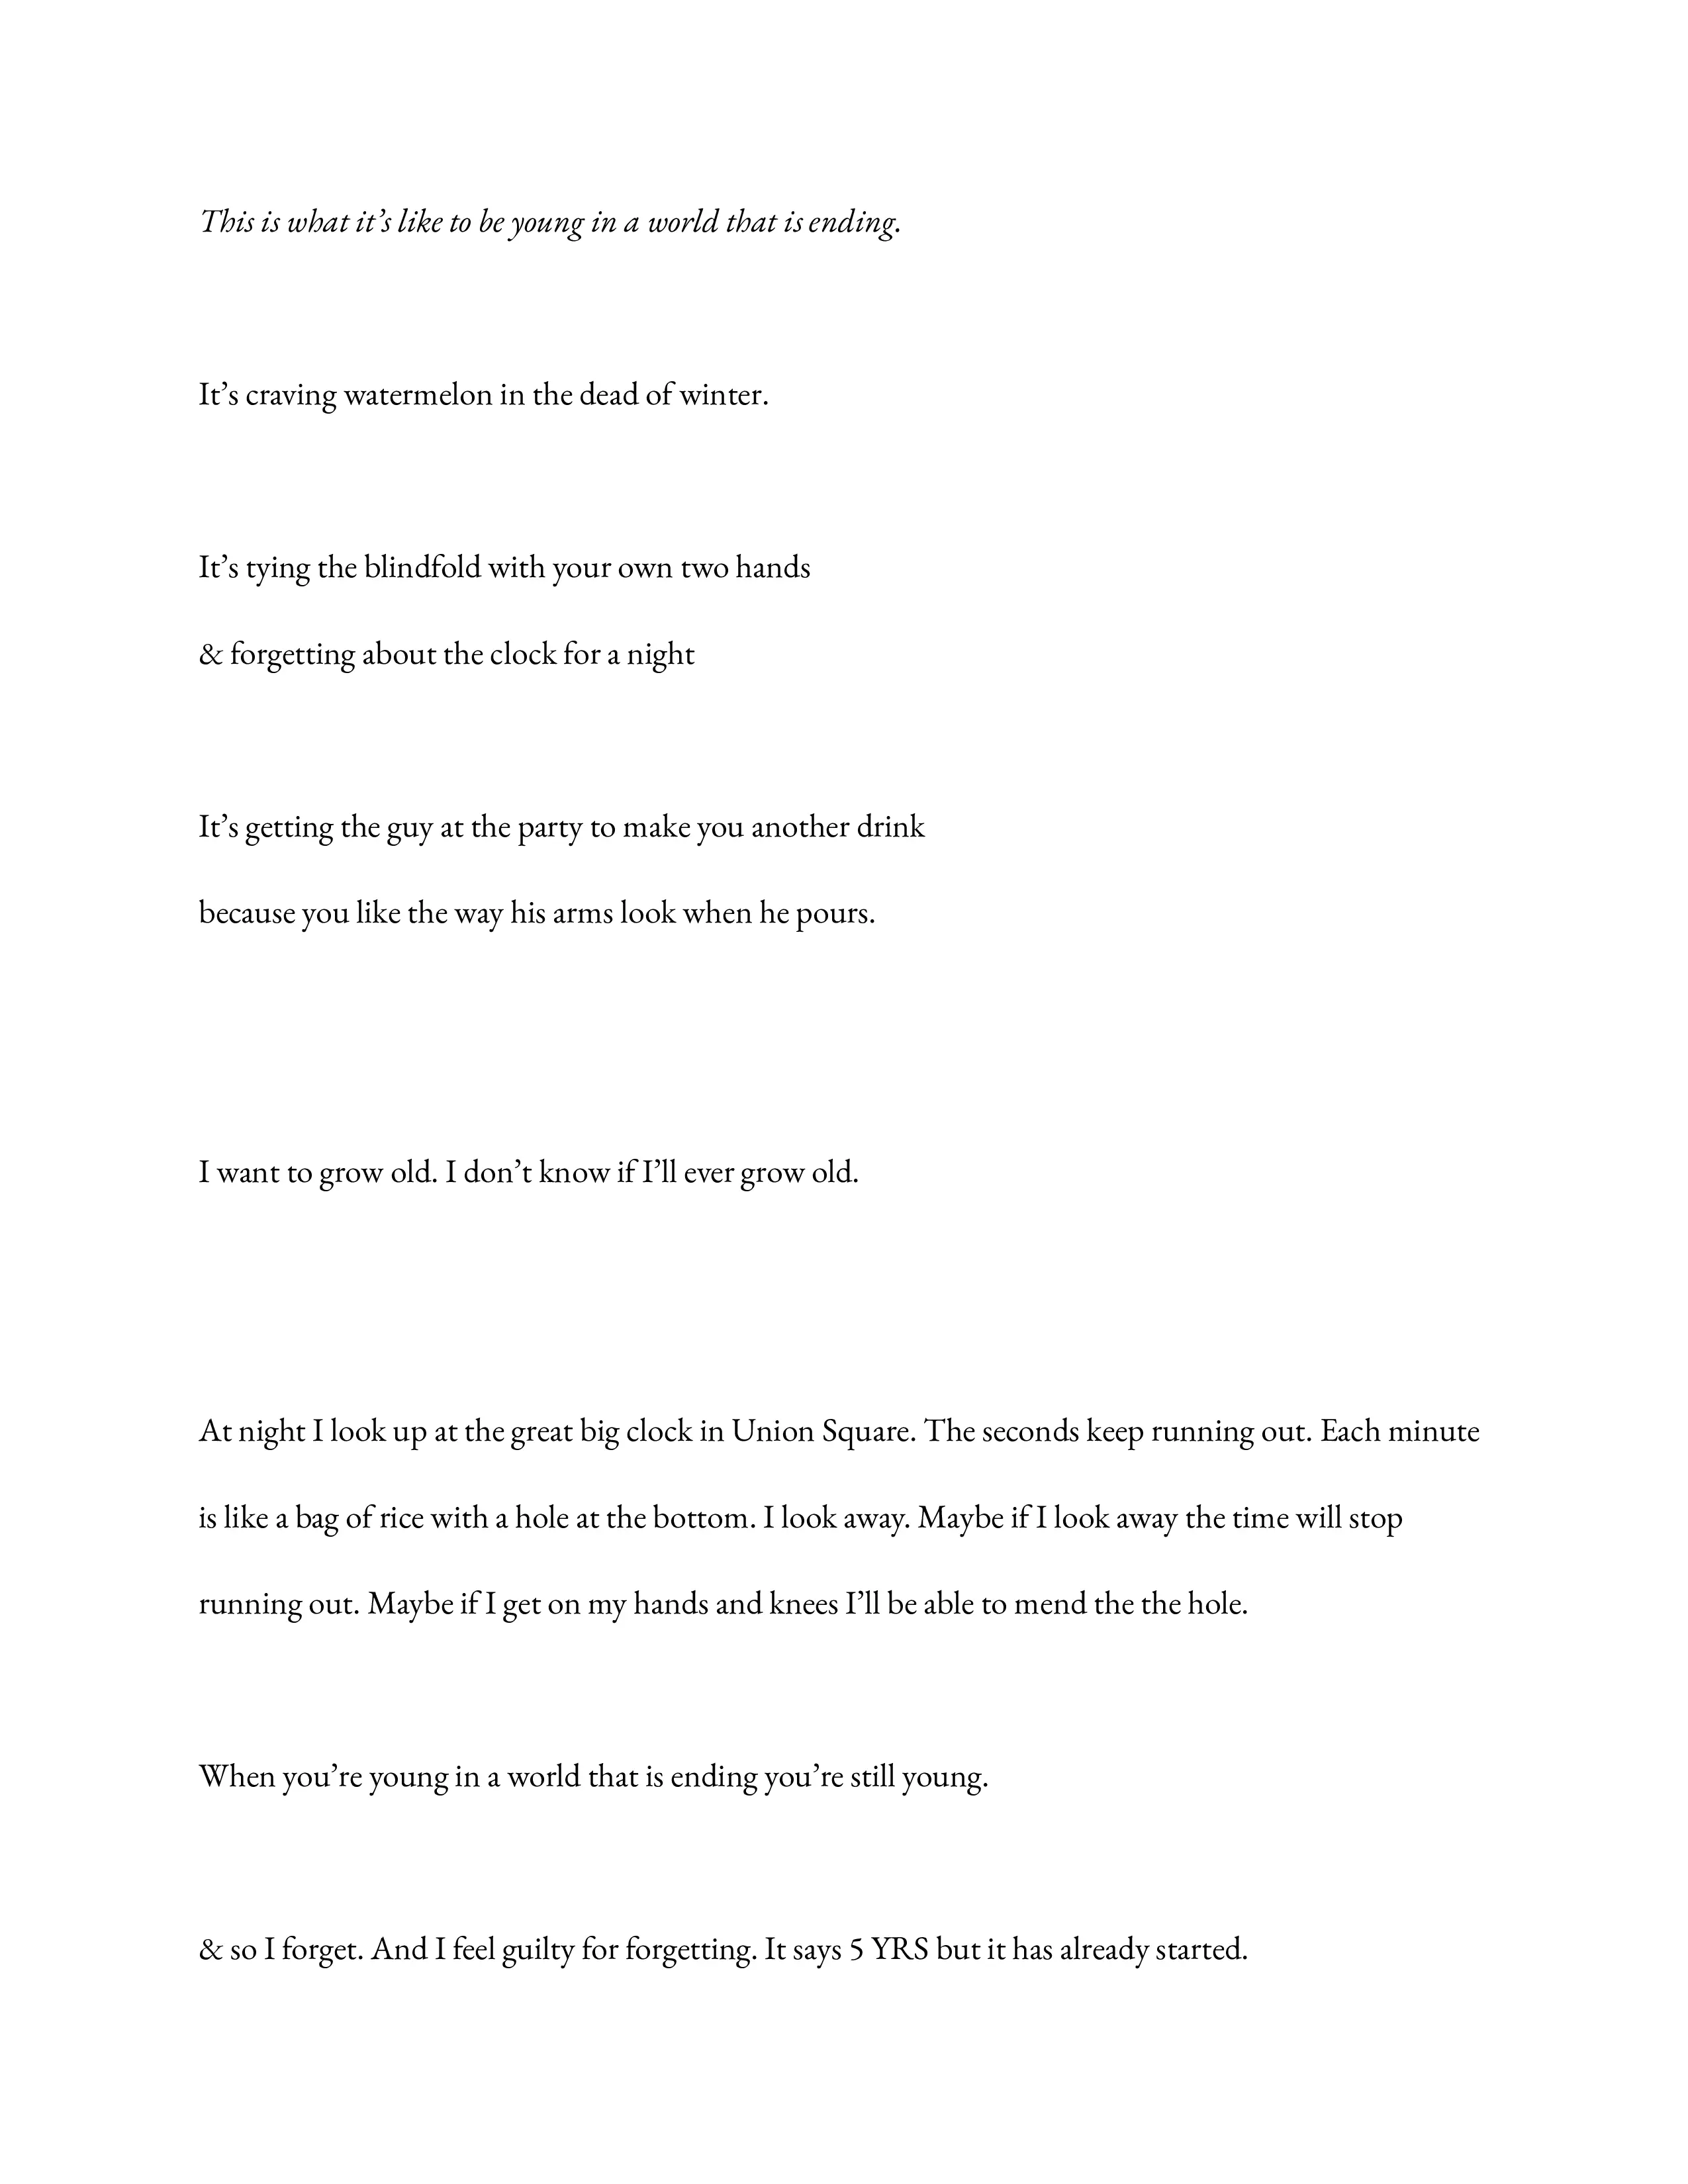 This is what it’s like to be young in a world that is ending.
It’s craving watermelon in the dead of winter.
It’s tying the blindfold with your own two hands
& forgetting about the clock for a night
It’s getting the guy at the party to make you another drink
because you like the way his arms look when he pours.
I want to grow old. I don’t know if I’ll ever grow old.
At night I look up at the great big clock in Union Square. The seconds keep running out. Each minute
is like a bag of rice with a hole at the bottom. I look away. Maybe if I look away the time will stop
running out. Maybe if I get on my hands and knees I’ll be able to mend the the hole.
When you’re young in a world that is ending you’re still young.
& so I forget. And I feel guilty for forgetting. It says 5 YRS but it has already started.